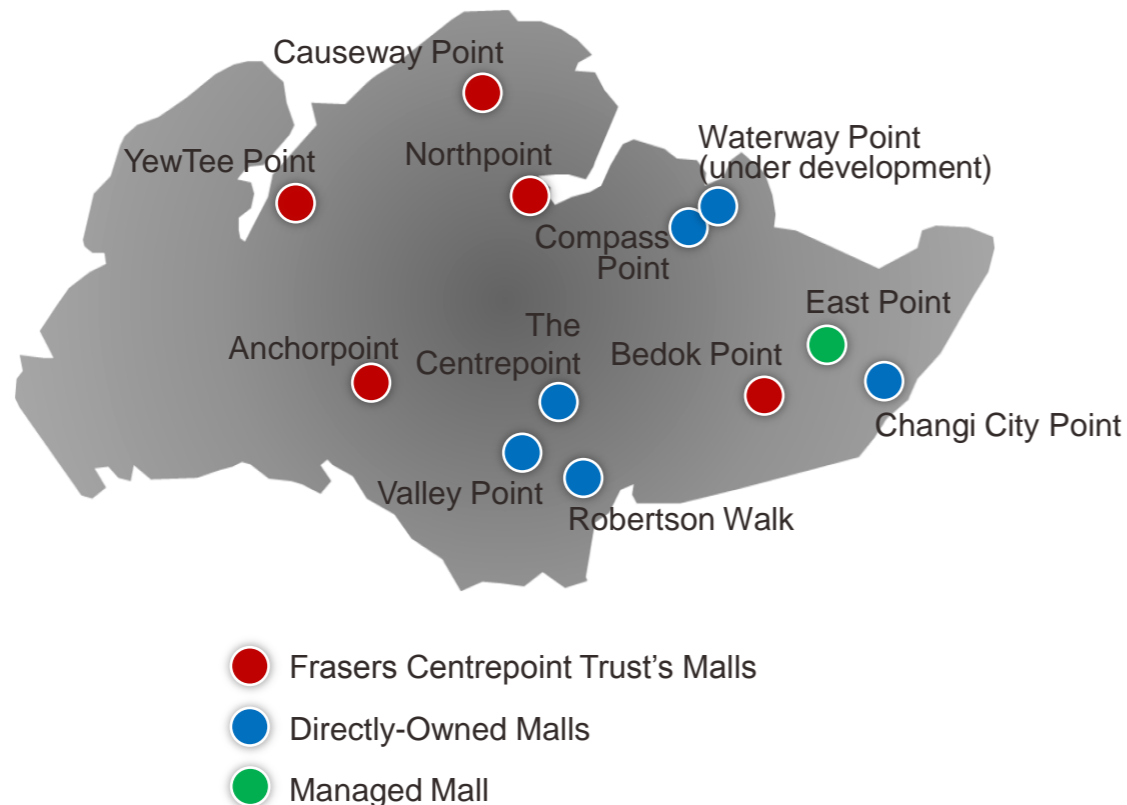 Causeway Point
YewTee Point
Northpoint
Waterway Point
(under development)
Compass
Point
East Point
The
Centrepoint
Anchorpoint
Bedok Point
Changi City Point
Valley Point
Robertson Walk
Frasers Centrepoint Trust’s Malls
Directly-Owned Malls
Managed Mall